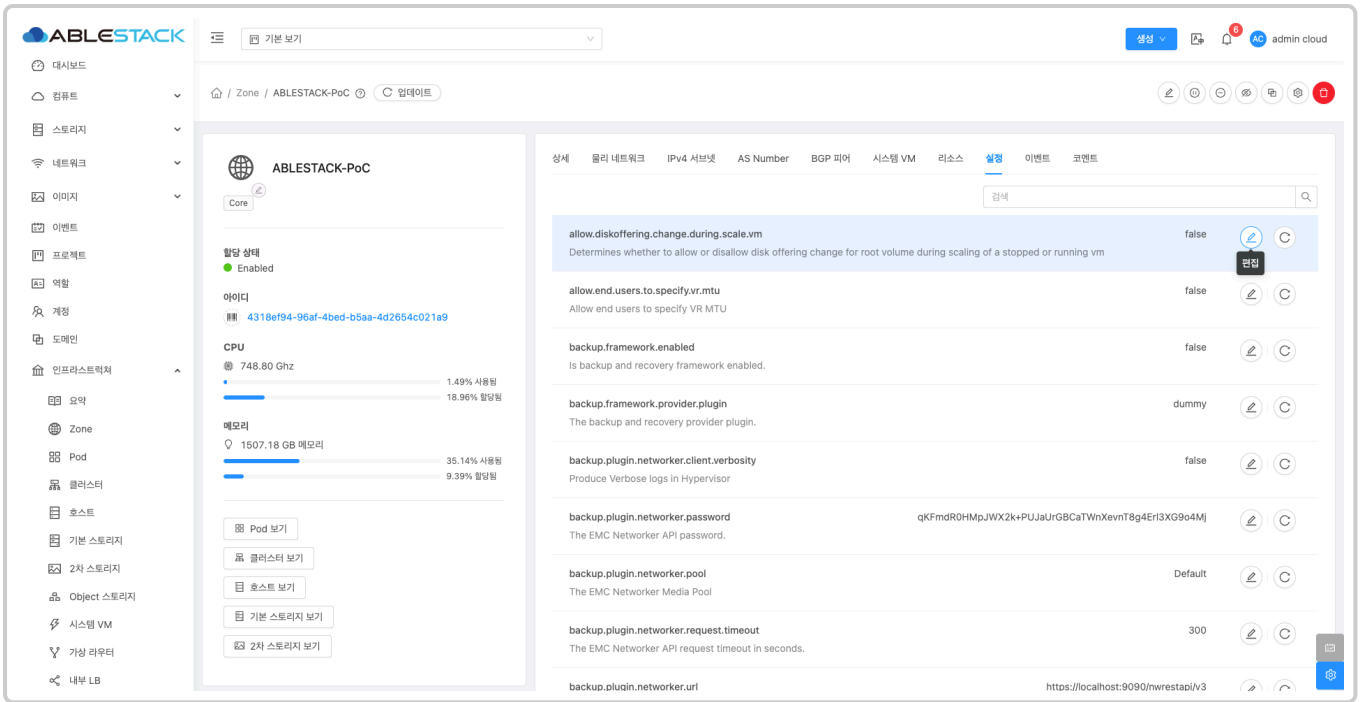 ABLESTACK
기본 보기
생성
6
AC
admin cloud
대시보드
컴퓨트
스토리지
네트워크
이미지
이벤트
프로젝트
역할
계정
도메인
인프라스트럭쳐
요약
Zone
Pod
클러스터
호스트
기본 스토리지
2차 스토리지
Object 스토리지
시스템 VM
가상 라우터
내부 LB
/ Zone / ABLESTACK-PoC
업데이트
ABLESTACK-PoC
Core
할당 상태
Enabled
아이디
4318ef94-96af-4bed-b5aa-4d2654c021a9
CPU
748.80 Ghz
1.49% 사용됨
18.96% 할당됨
메모리
1507.18 GB 메모리
35.14% 사용됨
9.39% 할당됨
Pod 보기
클러스터 보기
호스트 보기
기본 스토리지 보기
2차 스토리지 보기
상세 물리 네트워크 IPv4 서브넷 AS Number BGP 피어 시스템 VM 리소스 설정 이벤트 코멘트
검색
allow.diskoffering.change.during.scale.vm false
Determines whether to allow or disallow disk offering change for root volume during scaling of a stopped or running vm
편집
allow.end.users.to.specify.vr.mtu false
Allow end users to specify VR MTU
backup.framework.enabled false
Is backup and recovery framework enabled.
backup.framework.provider.plugin dummy
The backup and recovery provider plugin.
backup.plugin.networker.client.verbosity false
Produce Verbose logs in Hypervisor
backup.plugin.networker.password qKFmdR0HMpJWX2k+PUJaUrGBCaTWnXevnT8g4ErI3XG9o4Mj
The EMC Networker API password.
backup.plugin.networker.pool Default
The EMC Networker Media Pool
backup.plugin.networker.request.timeout 300
The EMC Networker API request timeout in seconds.
backup.plugin.networker.url https://localhost:9090/nwrestapi/v3